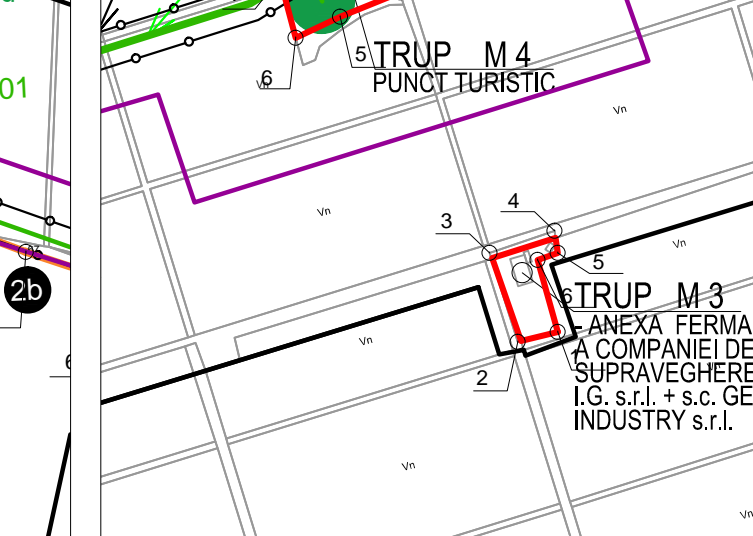 01
5
TRUP M 4
6
Vn
PUNCT TURISTIC
Vn
Vn
4
3
Vn
5
2b
6
TRUP M 3
- ANEXA FERMA
A COMPANIEI DE
Vn
SUPRAVEGHERE
2
I.G. s.r.l. + s.c. GE
INDUSTRY s.r.l.
Vn
Vn